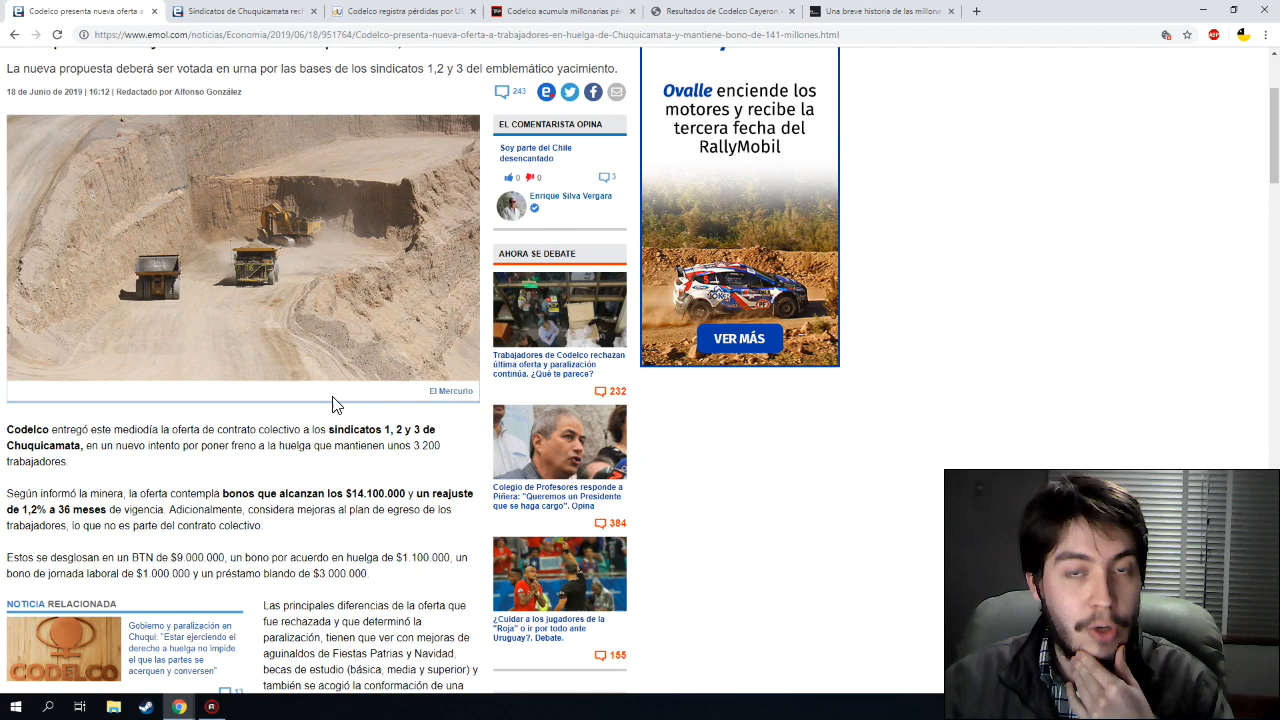 Codelco presenta una oferta a
Sindicatos de Chuquicamata rech
Codelco registra pérdidas por US
Codelco acumula millonarias pér
Resultados de Codelco Cayeron
Una breve historia de las millona
https://www.emol.com/noticias/Economia/2019/06/18/951764/Codelco-presenta-nueva-oferta-a-trabajadores-en-huelga-de-Chuquicamata-y-mantiene-bono-de-141-millones.html
La nueva propuesta deberá ser votada en urna por las bases de los sindicatos 1,2 y 3 del emblemático yacimiento.
18 de Junio de 2019 | 16:12 | Redactado por Alfonso González
243
El Mercurio
Codelco entregó este mediodía la oferta de contrato colectivo a los sindicatos 1, 2 y 3 de
Chuquicamata, en un nuevo intento por poner freno a la huelga que mantienen unos 3.200
trabajadores.
Según informó la minera, la oferta contempla bonos que alcanzan los $14.100.000 y un reajuste
de 1,2% a 36 meses de vigencia. Adicionalmente, considera mejoras al plan de egreso de los
trabajadores, lo que no es parte del contrato colectivo.
Estos se desglosan en un BTN de $9.000.000, un bono por acuerdo en huelga de $1.100.000, un
bono de jornada laboral de $1.000.000 y un préstamo blando de $3.000.000.
NOTICIA RELACIONADA
CODELCO
Gobierno y paralización en
Chuqui: "Estar ejerciendo el
derecho a huelga no impide
el que las partes se
acerquen y conversen"
13
Las principales diferencias de la oferta que
fue rechazada y que determinó la
paralización, tienen que ver con mejoras de
aguinaldos de Fiestas Patrias y Navidad,
becas de estudio (básica, media y superior) y
también se acogió la conformación de una
EL COMENTARISTA OPINA
Soy parte del Chile
desencantado
0 0 3
Enrique Silva Vergara
AHORA SE DEBATE
Trabajadores de Codelco rechazan
última oferta y paralización
continúa. ¿Qué te parece?
232
Colegio de Profesores responde a
Piñera: "Queremos un Presidente
que se haga cargo". Opina
384
¿Cuidar a los jugadores de la
"Roja" o ir por todo ante
Uruguay?. Debate.
155
Ovalle enciende los
motores y recibe la
tercera fecha del
RallyMobil
VER MÁS